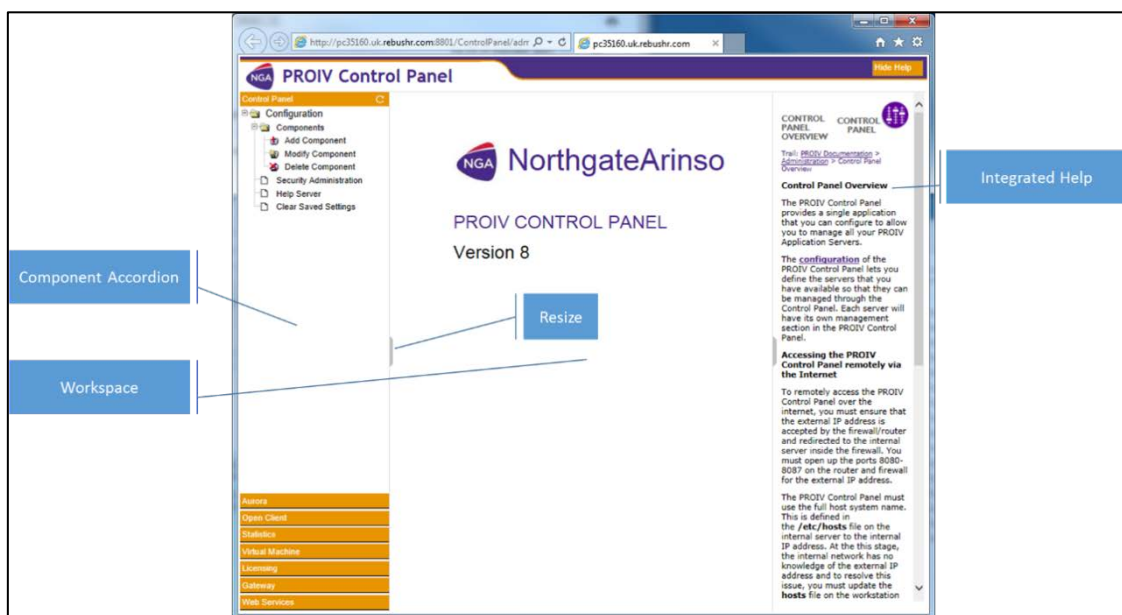 http://pc35160.uk.rebushr.com:8801/ControlPanel/adm
pc35160.uk.rebushr.com
NGA PROIV Control Panel
Hide Help
Control Panel
Configuration
Components
Add Component
Modify Component
Delete Component
Security Administration
Help Server
Clear Saved Settings
Aurora
Open Client
Statistics
Virtual Machine
Licensing
Gateway
Web Services
NGA NorthgateArinso
PROIV CONTROL PANEL
Version 8
CONTROL
PANEL
OVERVIEW
CONTROL
PANEL
Trail: PROIV Documentation >
Administration > Control Panel
Overview
Control Panel Overview
The PROIV Control Panel
provides a single application
that you can configure to allow
you to manage all your PROIV
Application Servers.
The configuration of the
PROIV Control Panel lets you
define the servers that you
have available so that they can
be managed through the
Control Panel. Each server will
have its own management
section in the PROIV Control
Panel.
Accessing the PROIV
Control Panel remotely via
the Internet
To remotely access the PROIV
Control Panel over the
internet, you must ensure that
the external IP address is
accepted by the firewall/router
and redirected to the internal
server inside the firewall. You
must open up the ports 8080-
8087 on the router and firewall
for the external IP address.
The PROIV Control Panel must
use the full host system name.
This is defined in
the /etc/hosts file on the
internal server to the internal
IP address. At the this stage,
the internal network has no
knowledge of the external IP
address and to resolve this
issue, you must update the
hosts file on the workstation
Component Accordion
Workspace
Resize
Integrated Help